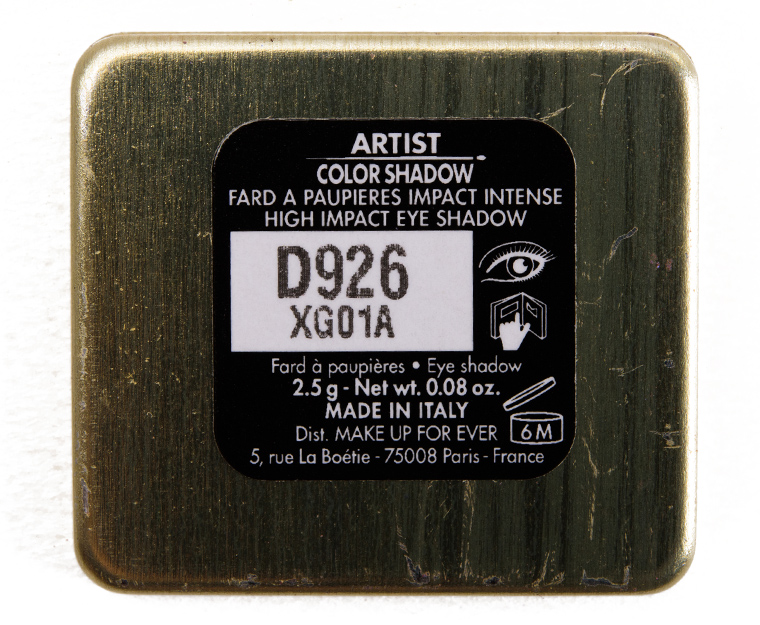 ARTIST
COLOR SHADOW
FARD A PAUPIERES IMPACT INTENSE
HIGH IMPACT EYE SHADOW
D926
XG01A
Fard à paupières • Eye shadow
2.5 g - Net wt. 0.08 oz.
MADE IN ITALY
Dist. MAKE UP FOR EVER
6M
5, rue La Boétie - 75008 Paris - France